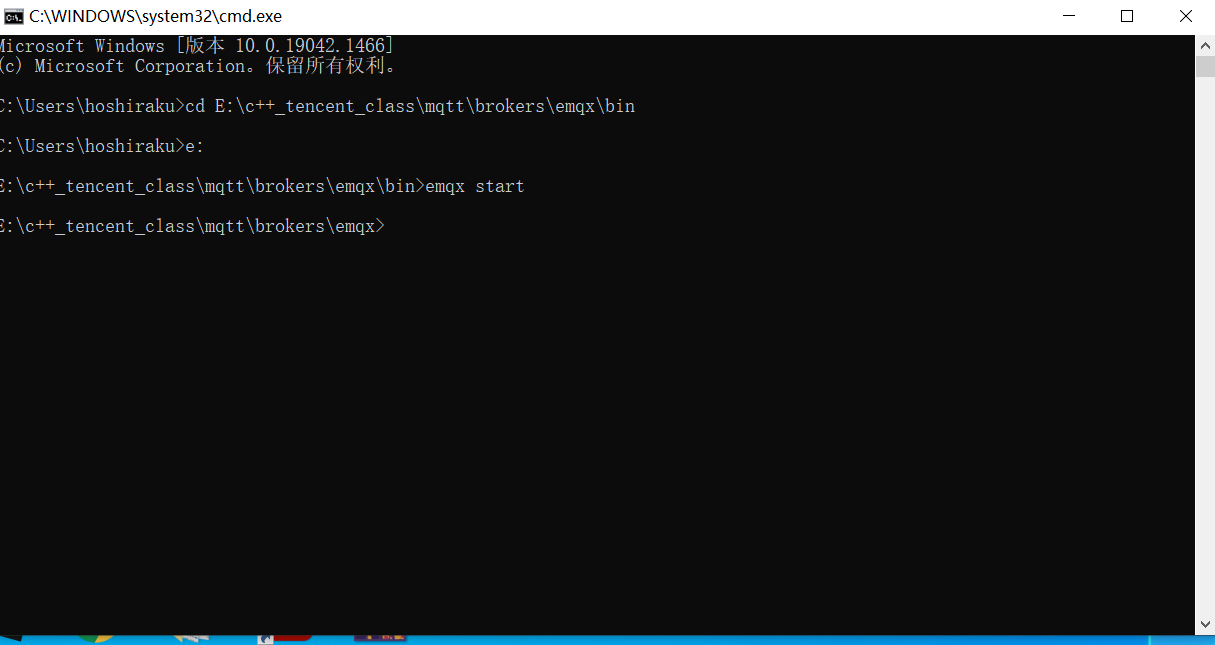 C:\WINDOWS\system32\cmd.exe
Microsoft Windows [版本 10.0.19042.1466]
(c) Microsoft Corporation。保留所有权利。
C:\Users\hoshiraku>cd E:\c++_tencent_class\mqtt\brokers\emqx\bin
C:\Users\hoshiraku>e:
E:\c++_tencent_class\mqtt\brokers\emqx\bin>emqx start
E:\c++_tencent_class\mqtt\brokers\emqx>